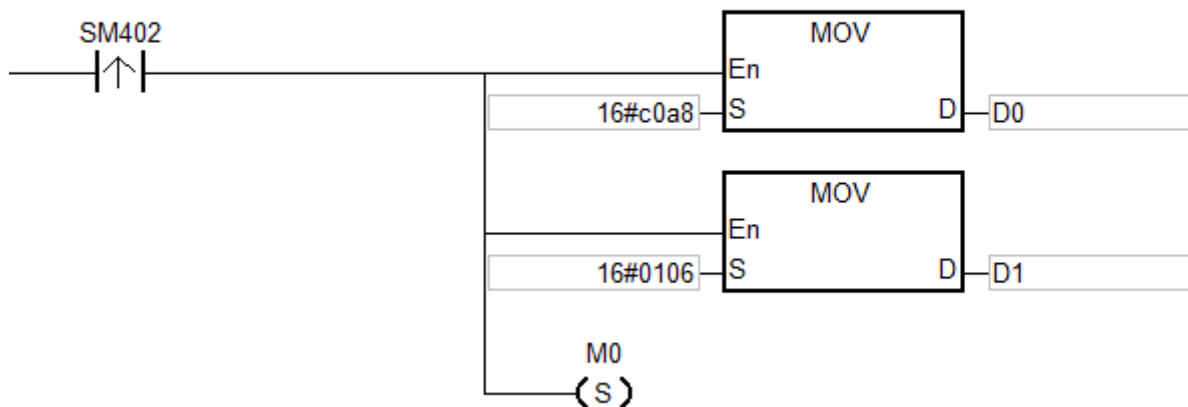 SM402
MOV
En
16#c0a8 S D D0
MOV
En
16#0106 S D D1
M0
S